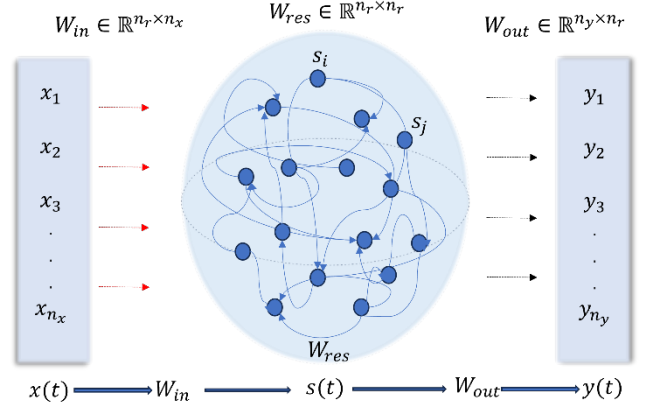 W_in ∈ ℝ^{n_r×n_x}
W_res ∈ ℝ^{n_r×n_r}
W_out ∈ ℝ^{n_y×n_r}
s_i
x_1
y_1
s_j
x_2
y_2
x_3
y_3
.
.
.
.
.
.
x_{n_x}
y_{n_y}
W_res
x(t) W_in s(t) W_out y(t)